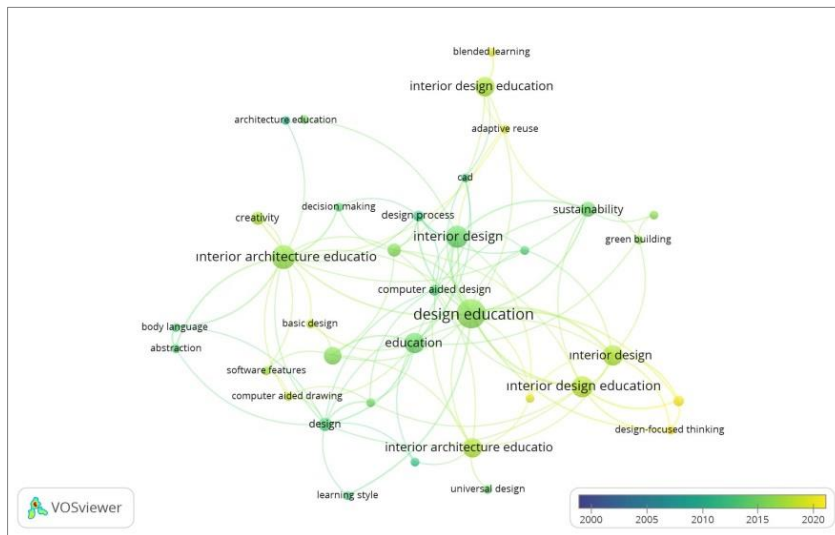 blended learning
interior design education
architecture education
adaptive reuse
cad
decision making
design process
sustainability
creativity
interior design
green building
interior architecture educatio
computer aided design
design education
body language
basic design
abstraction
education
interior design
software features
interior design education
computer aided drawing
design
design-focused thinking
interior architecture educatio
learning style
universal design
VOSviewer
2000 2005 2010 2015 2020